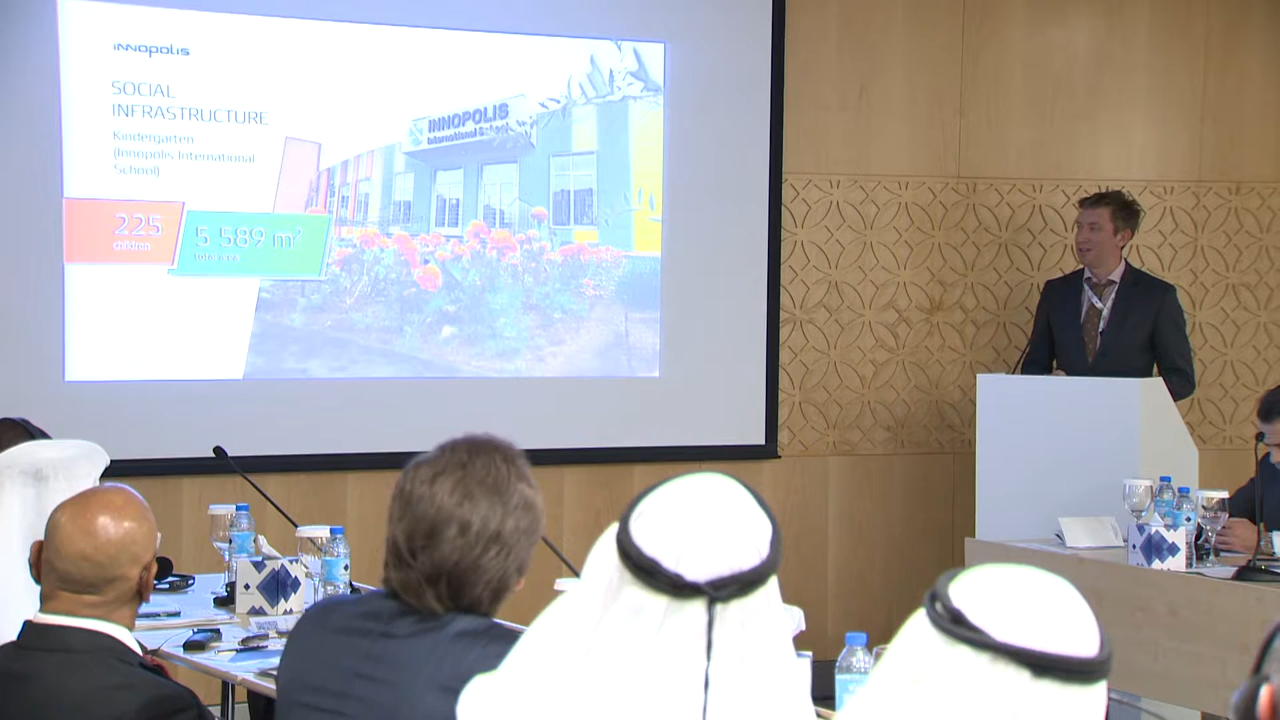 innopolis
SOCIAL
INFRASTRUCTURE
Kindergarten
(Innopolis International
School)
225
children
5 589 m²
total area
INNOPOLIS
International School